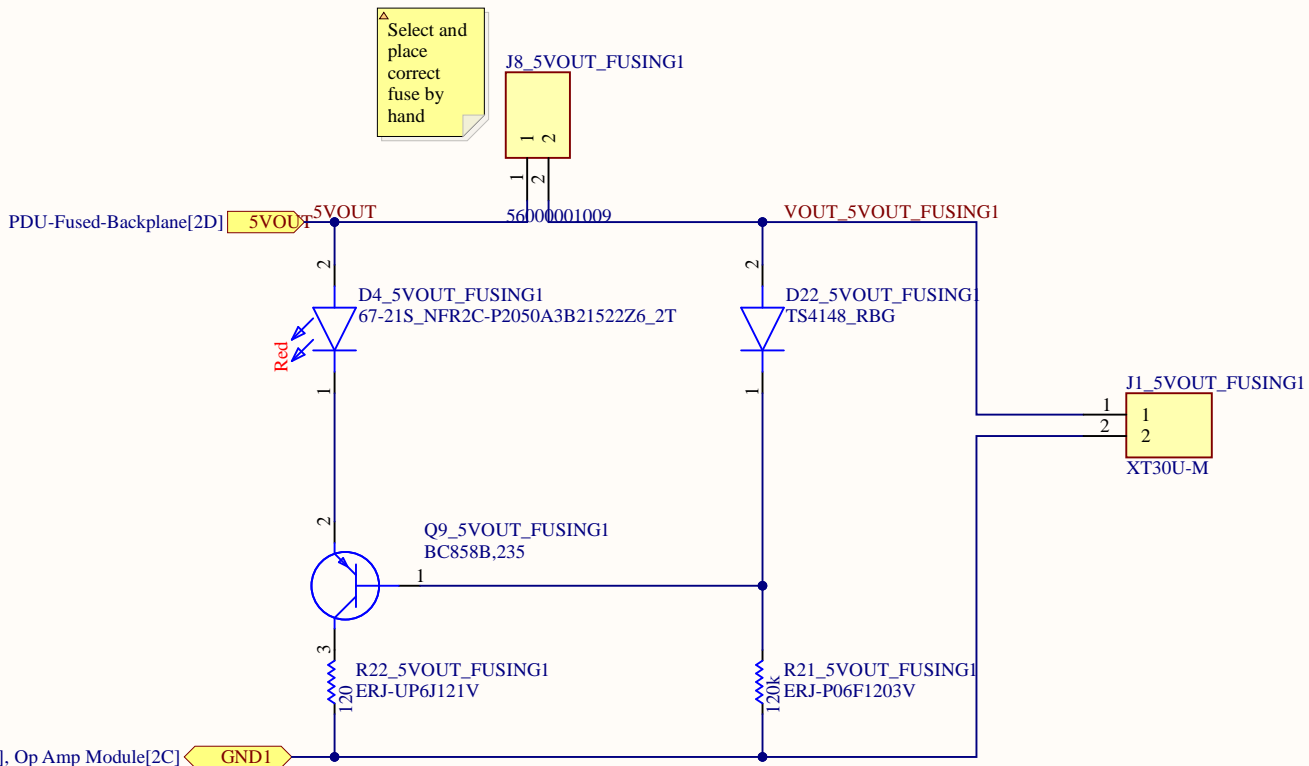 Select and
place
correct
fuse by
hand
J8_5VOUT_FUSING1
1
2
1
2
56000001009
PDU-Fused-Backplane[2D]
5VOUT
5VOUT
VOUT_5VOUT_FUSING1
2
D4_5VOUT_FUSING1
67-21S_NFR2C-P2050A3B21522Z6_2T
Red
1
2
D22_5VOUT_FUSING1
TS4148_RBG
1
J1_5VOUT_FUSING1
1
1
2
2
XT30U-M
2
Q9_5VOUT_FUSING1
BC858B,235
1
3
R22_5VOUT_FUSING1
ERJ-UP6J121V
120
R21_5VOUT_FUSING1
ERJ-P06F1203V
120k
], Op Amp Module[2C]
GND1